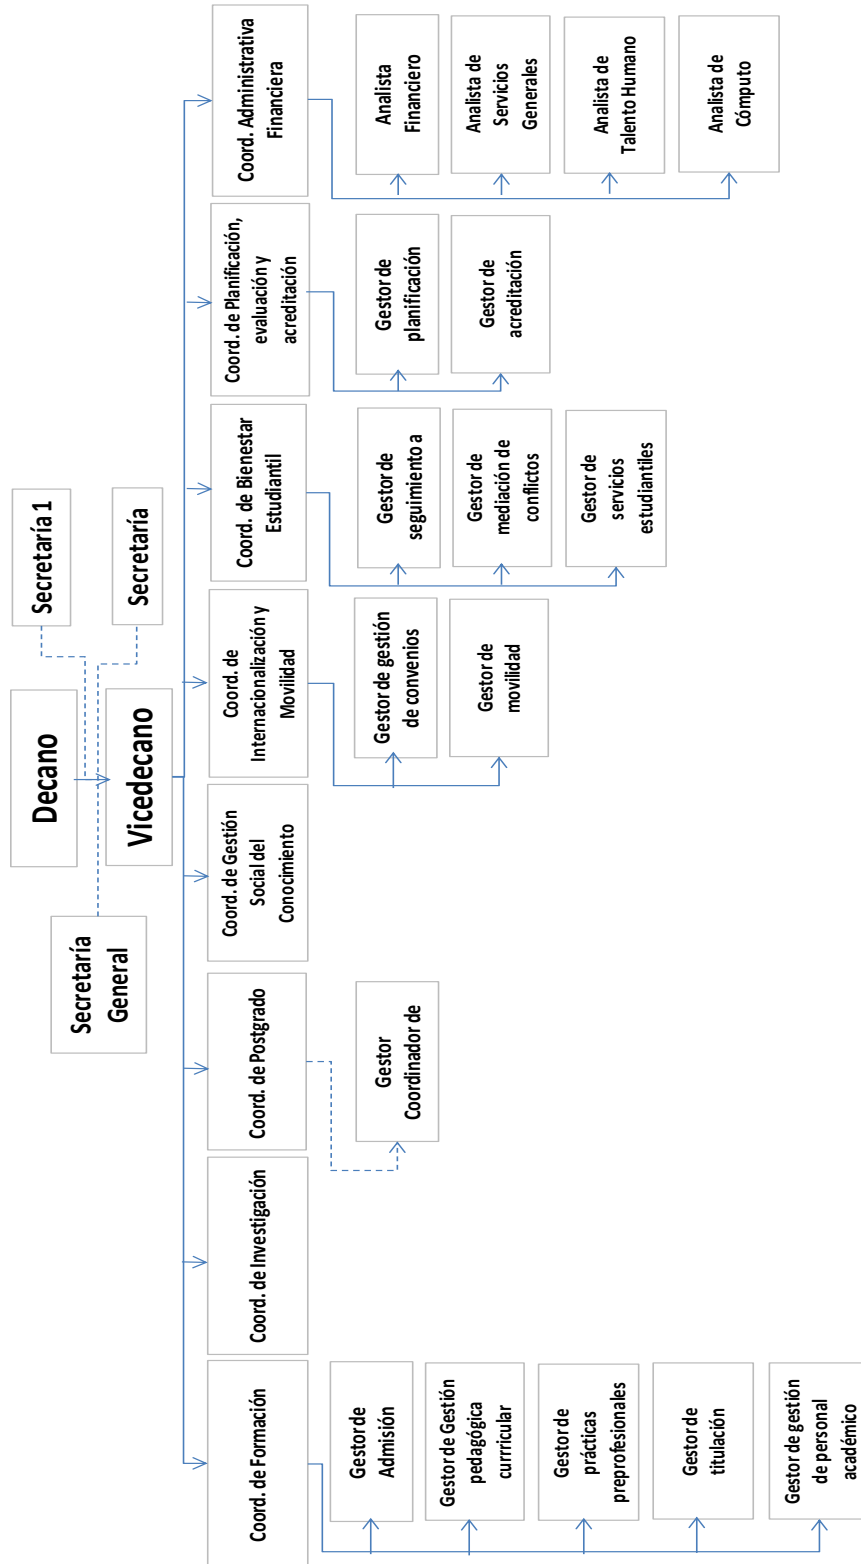 Decano
Secretaría 1
Secretaría
General
Vicedecano
Secretaría
Coord. de Formación
Coord. de Investigación
Coord. de Postgrado
Coord. de Gestión
Social del
Conocimiento
Coord. de
Internacionalización y
Movilidad
Coord. de Bienestar
Estudiantil
Coord. de Planificación,
evaluación y
acreditación
Coord. Administrativa
Financiera
Gestor de
Admisión
Gestor de Gestión
pedagógica
currricular
Gestor de
prácticas
preprofesionales
Gestor de
titulación
Gestor de gestión
de personal
académico
Gestor
Coordinador de
Gestor de gestión
de convenios
Gestor de
movilidad
Gestor de
seguimiento a
Gestor de
mediación de
conflictos
Gestor de
servicios
estudiantiles
Gestor de
planificación
Gestor de
acreditación
Analista
Financiero
Analista de
Servicios
Generales
Analista de
Talento Humano
Analista de
Cómputo